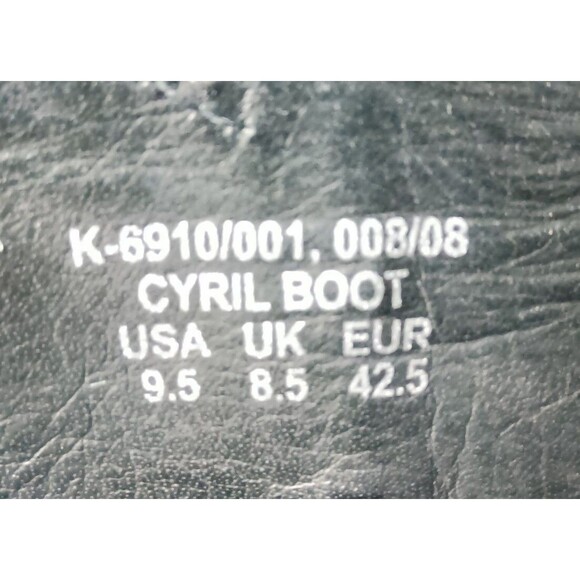 K-6910/001, 008/08
CYRIL BOOT
USA UK EUR
9.5 8.5 42.5